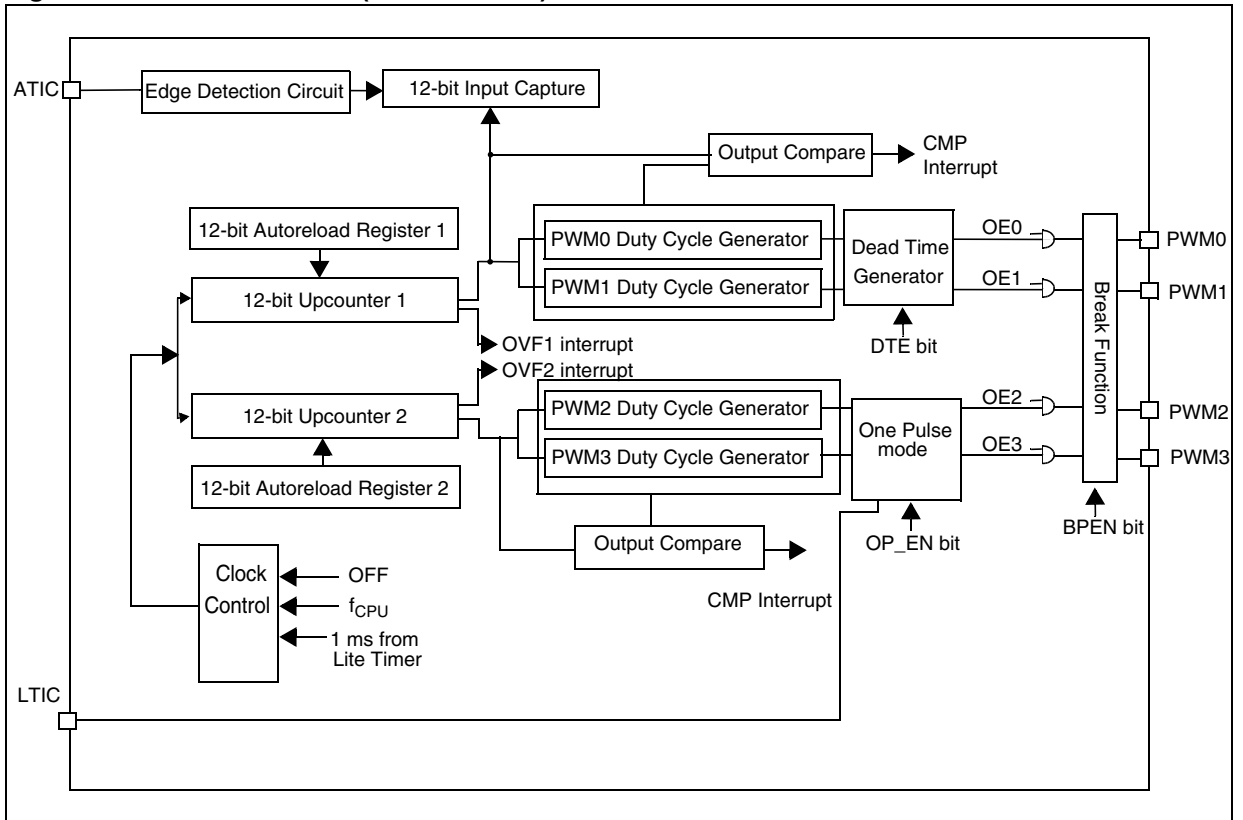 ATIC
Edge Detection Circuit
12-bit Input Capture
Output Compare
CMP
Interrupt
12-bit Autoreload Register 1
PWM0 Duty Cycle Generator
PWM1 Duty Cycle Generator
Dead Time
Generator
OE0
OE1
PWM0
PWM1
12-bit Upcounter 1
OVF1 interrupt
OVF2 interrupt
DTE bit
Break Function
12-bit Upcounter 2
PWM2 Duty Cycle Generator
PWM3 Duty Cycle Generator
One Pulse
mode
OE2
OE3
PWM2
PWM3
12-bit Autoreload Register 2
Output Compare
OP_EN bit
BPEN bit
CMP Interrupt
Clock
Control
OFF
fCPU
1 ms from
Lite Timer
LTIC